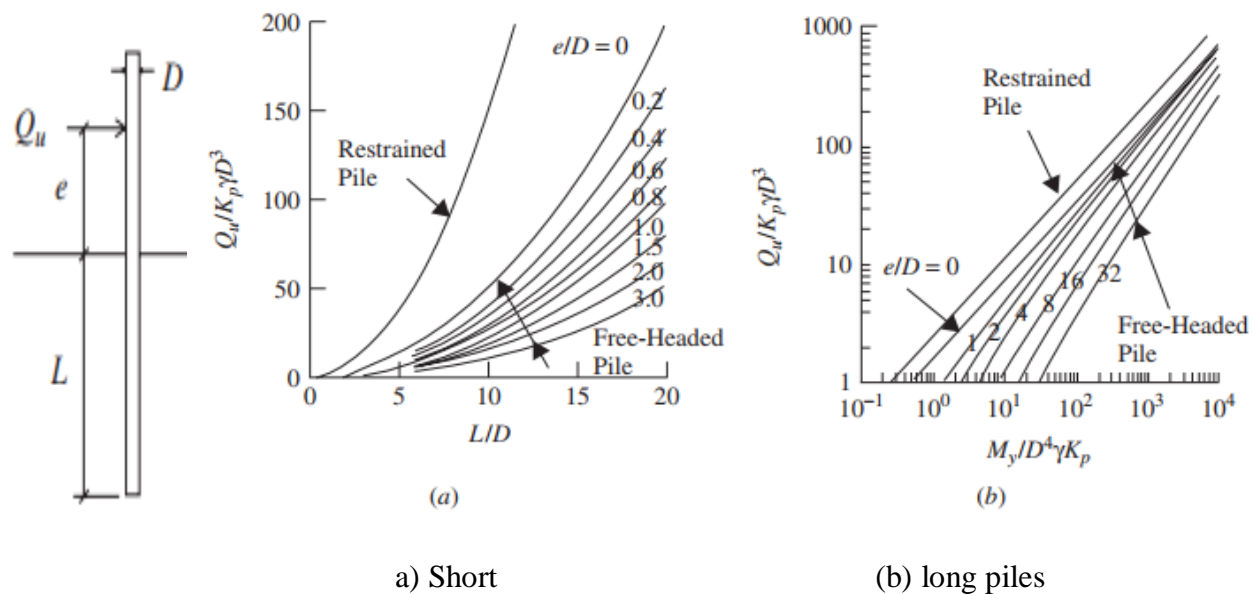 D
Q_u
e
L
200
150
100
50
0
Q_u/K_pγD^3
0 5 10 15 20
L/D
e/D = 0
0.2
0.4
0.6
0.8
1.0
1.5
2.0
3.0
Restrained
Pile
Free-Headed
Pile
(a)
1000
100
10
1
Q_u/K_pγD^3
10^-1 10^0 10^1 10^2 10^3 10^4
M_y/D^4γK_p
Restrained
Pile
e/D = 0
1 2 4 8 16 32
Free-Headed
Pile
(b)
a) Short (b) long piles